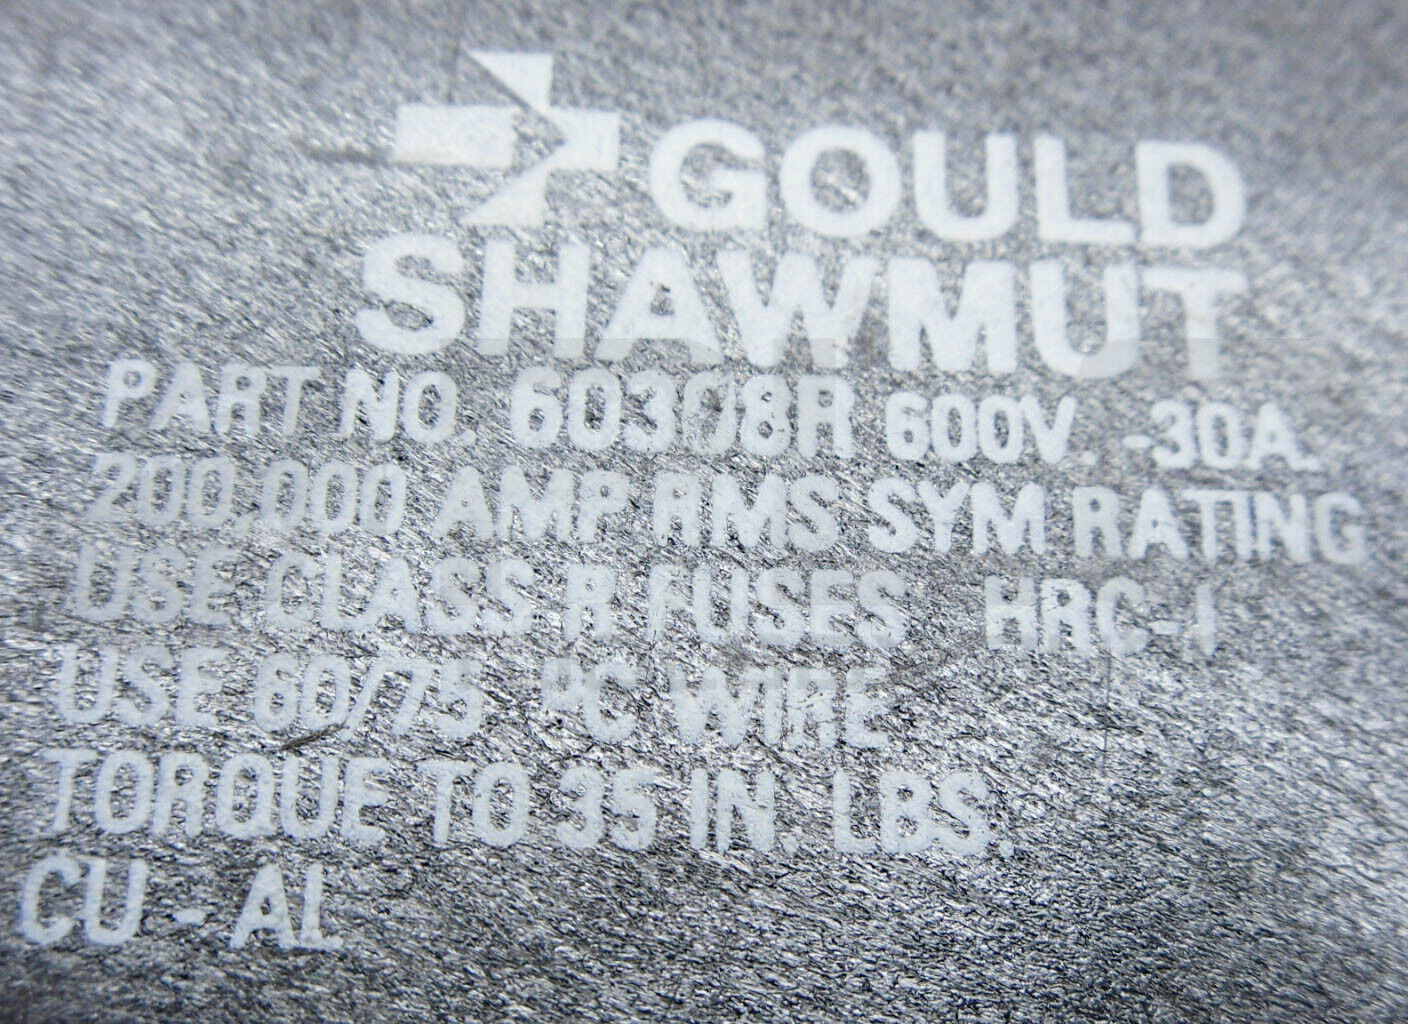 GOULD
SHAWMUT
PART NO. 60308R 600V. -30A.
200,000 AMP RMS SYM RATING
USE CLASS R FUSES HRC-I
USE 60/75 °C WIRE
TORQUE TO 35 IN. LBS.
CU - AL